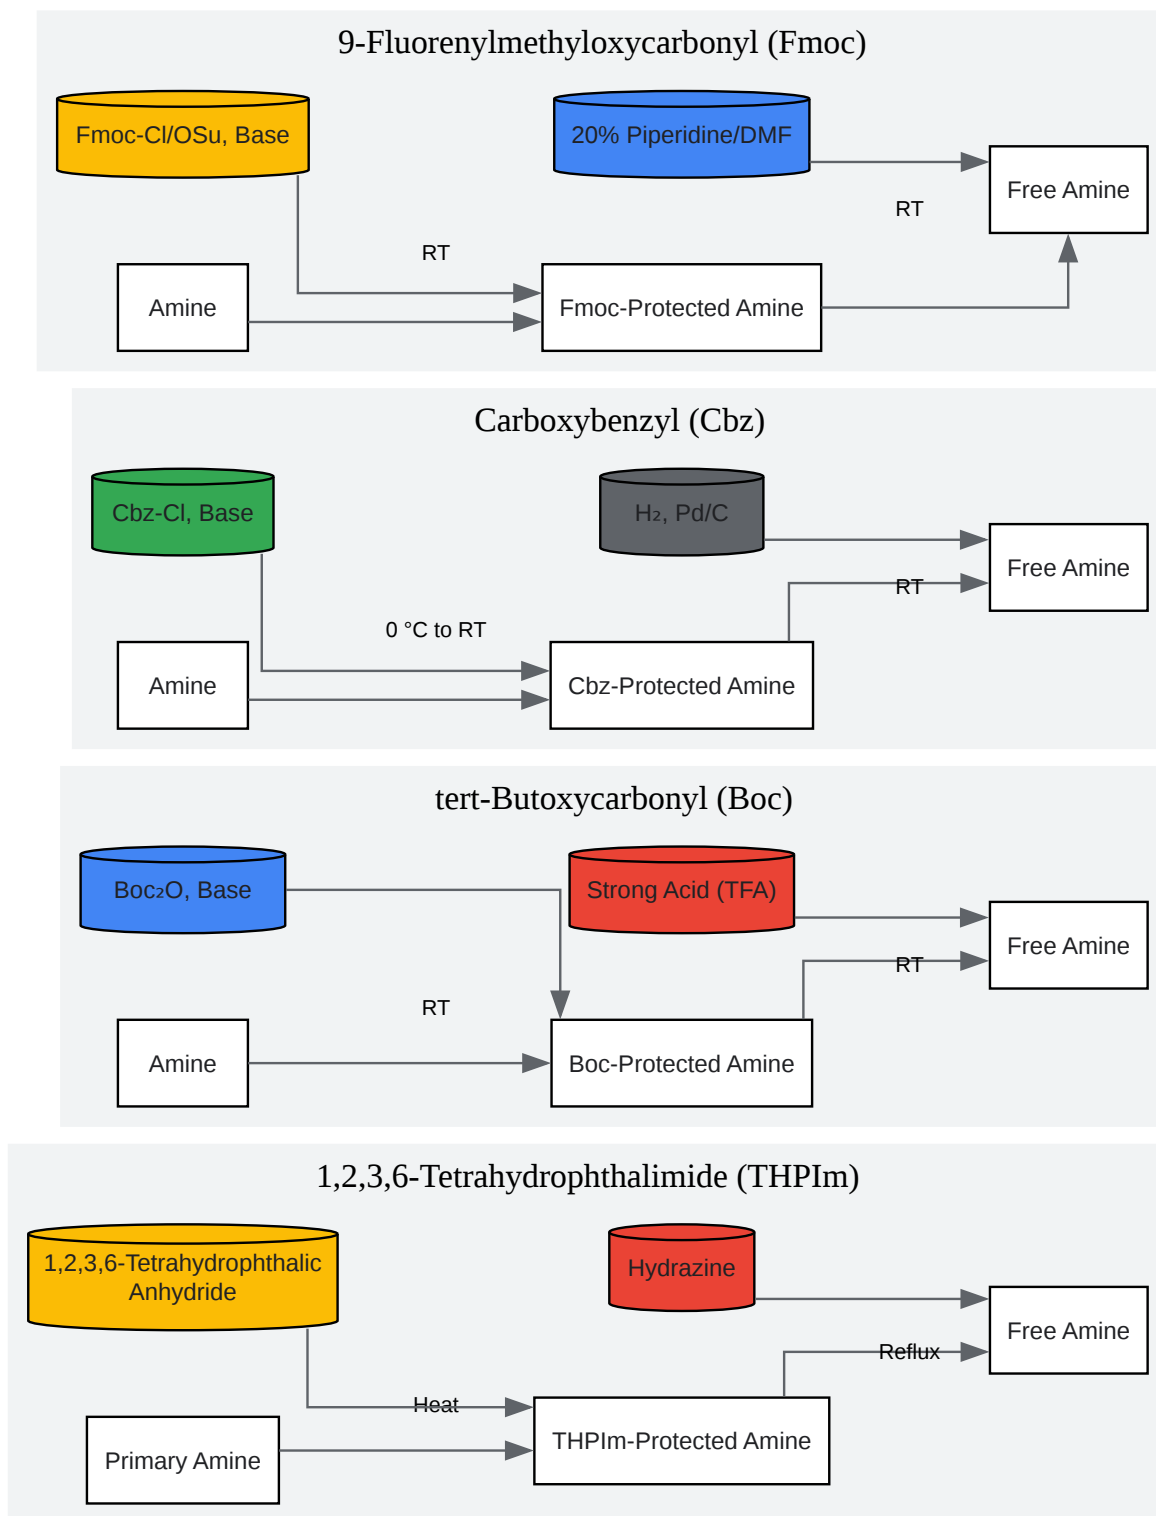 9-Fluorenylmethyloxycarbonyl (Fmoc)
Fmoc-Cl/OSu, Base
20% Piperidine/DMF
Free Amine
RT
RT
Amine
Fmoc-Protected Amine
Carboxybenzyl (Cbz)
Cbz-Cl, Base
H₂, Pd/C
Free Amine
RT
0 °C to RT
Amine
Cbz-Protected Amine
tert-Butoxycarbonyl (Boc)
Boc₂O, Base
Strong Acid (TFA)
Free Amine
RT
RT
Amine
Boc-Protected Amine
1,2,3,6-Tetrahydrophthalimide (THPIm)
1,2,3,6-Tetrahydrophthalic
Anhydride
Hydrazine
Free Amine
Reflux
Heat
THPIm-Protected Amine
Primary Amine